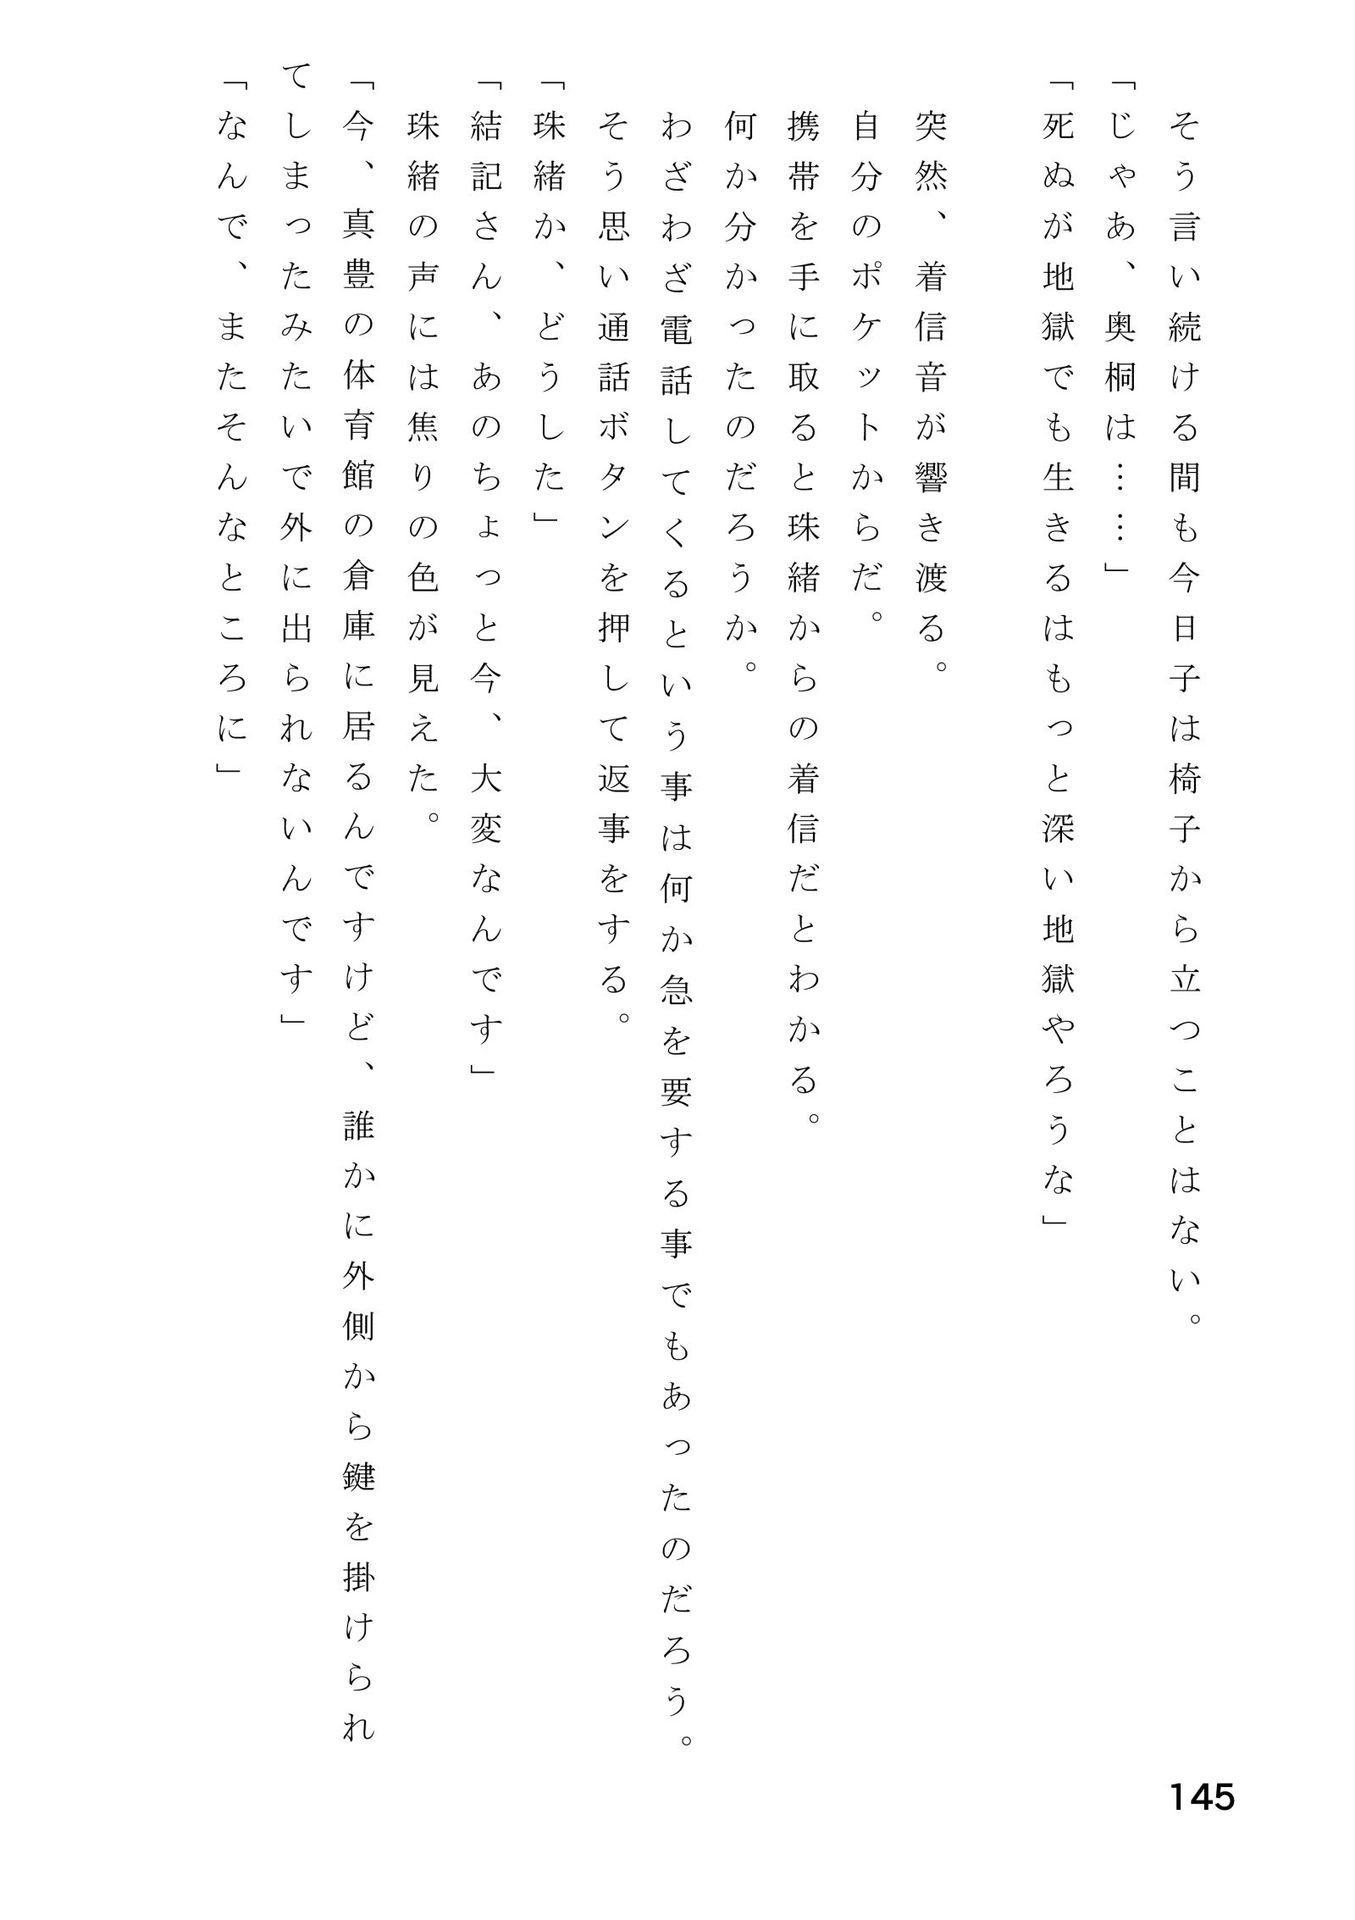 そう言い続ける間も今日子は椅子から立つことはない。
「じゃあ、奥桐は……」
「死ぬが地獄でも生きるはもっと深い地獄やろうな」

　突然、着信音が響き渡る。
　自分のポケットからだ。
　携帯を手に取ると珠緒からの着信だとわかる。
　何か分かったのだろうか。
　わざわざ電話してくるという事は何か急を要する事でもあったのだろう。
　そう思い通話ボタンを押して返事をする。
「珠緒か、どうした」
「結記さん、あのちょっと今、大変なんです」
　珠緒の声には焦りの色が見えた。
「今、真豊の体育館の倉庫に居るんですけど、誰かに外側から鍵を掛けられ
てしまったみたいで外に出られないんです」
「なんで、またそんなところに」
145